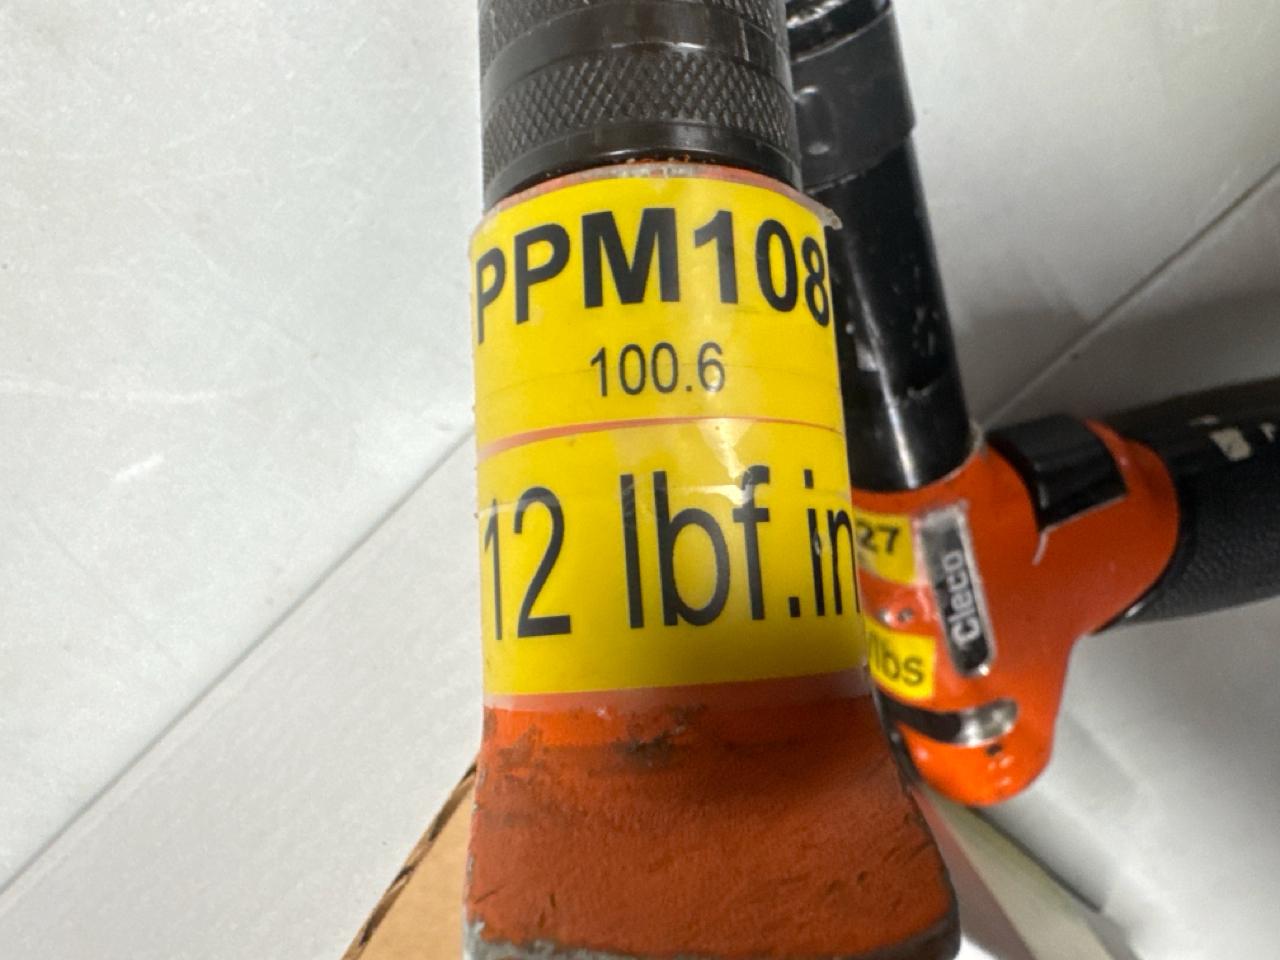 PPM108
100.6
12 lbf.in
27
Cleco
/lbs